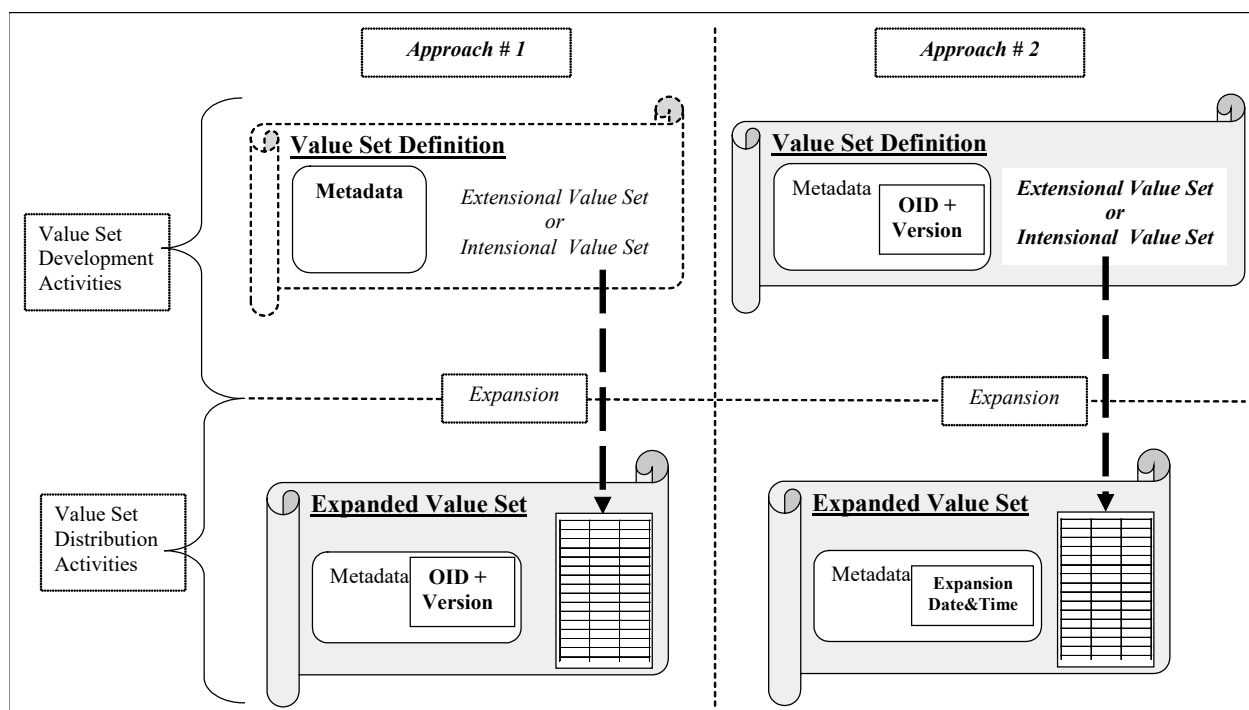 Approach # 1
Approach # 2
Value Set Definition
Metadata
Extensional Value Set
or
Intensional Value Set
Value Set Definition
Metadata
OID +
Version
Extensional Value Set
or
Intensional Value Set
Value Set
Development
Activities
Expansion
Expansion
Value Set
Distribution
Activities
Expanded Value Set
Metadata
OID +
Version
Expanded Value Set
Metadata
Expansion
Date&Time